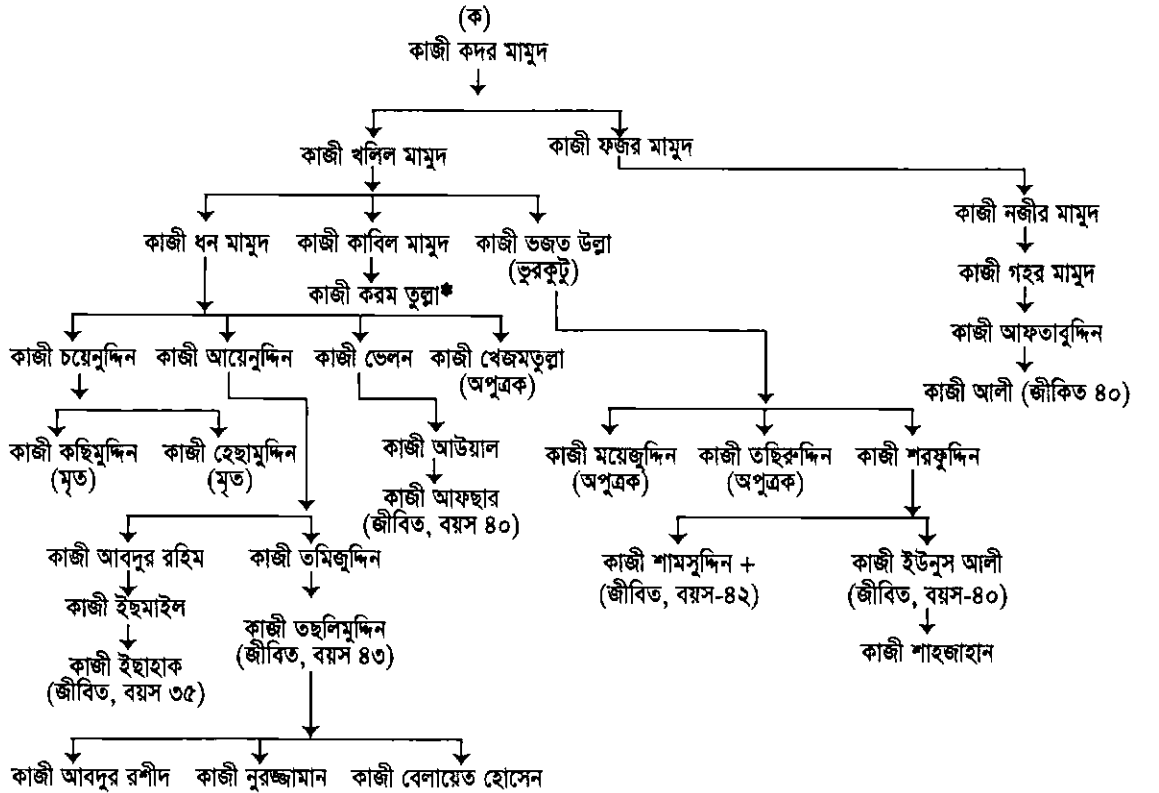 (ক)
কাজী কদর মামুদ
কাজী খলিল মামুদ
কাজী ফজর মামুদ
কাজী নজীর মামুদ
কাজী ধন মামুদ
কাজী কাবিল মামুদ
কাজী ভজত উল্লা
(ভুরকুটু)
কাজী গহর মামুদ
কাজী করম তুল্লা*
কাজী আফতাবুদ্দিন
কাজী চয়েনুদ্দিন
কাজী আয়েনুদ্দিন
কাজী ভেলন
কাজী খেজমতুল্লা
(অপুত্রক)
কাজী আলী (জীকিত ৪০)
কাজী কছিমুদ্দিন
(মৃত)
কাজী হেছামুদ্দিন
(মৃত)
কাজী আউয়াল
কাজী ময়েজুদ্দিন
(অপুত্রক)
কাজী তছিরুদ্দিন
(অপুত্রক)
কাজী শরফুদ্দিন
কাজী আফছার
(জীবিত, বয়স ৪০)
কাজী আবদুর রহিম
কাজী তমিজুদ্দিন
কাজী শামসুদ্দিন +
(জীবিত, বয়স-৪২)
কাজী ইউনুস আলী
(জীবিত, বয়স-৪০)
কাজী ইছমাইল
কাজী তছলিমুদ্দিন
(জীবিত, বয়স ৪৩)
কাজী শাহজাহান
কাজী ইছাহাক
(জীবিত, বয়স ৩৫)
কাজী আবদুর রশীদ
কাজী নুরজ্জামান
কাজী বেলায়েত হোসেন